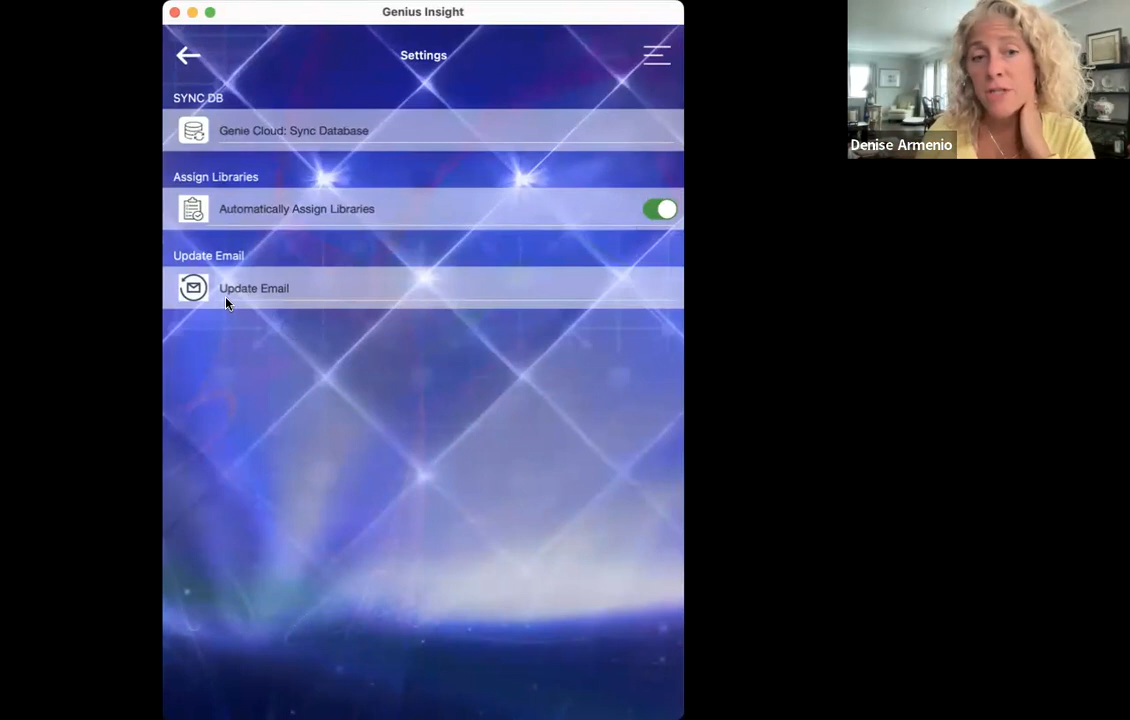 Genius Insight
Settings
SYNC DB
Genie Cloud: Sync Database
Assign Libraries
Automatically Assign Libraries
Update Email
Update Email
Denise Armenio